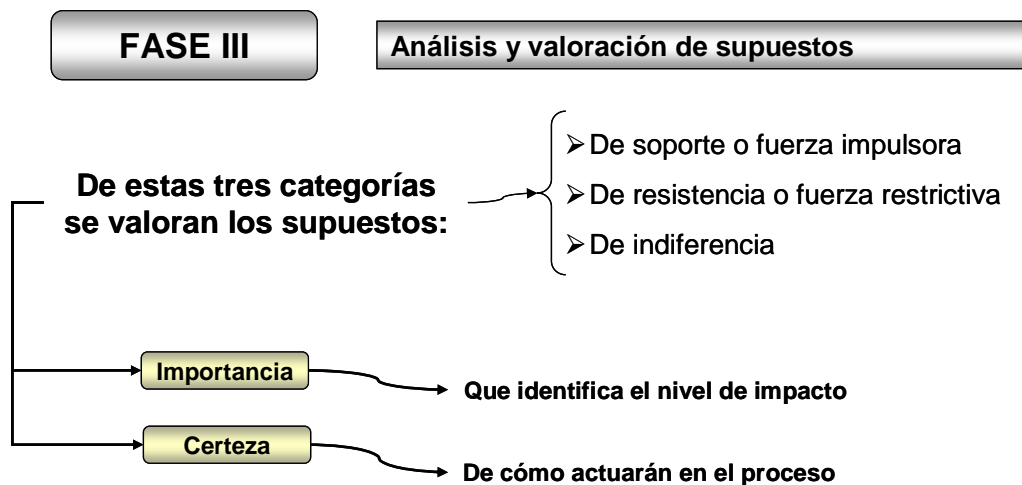 FASE III
Análisis y valoración de supuestos
De estas tres categorías
se valoran los supuestos:
➢ De soporte o fuerza impulsora
➢ De resistencia o fuerza restrictiva
➢ De indiferencia
Importancia
Que identifica el nivel de impacto
Certeza
De cómo actuarán en el proceso